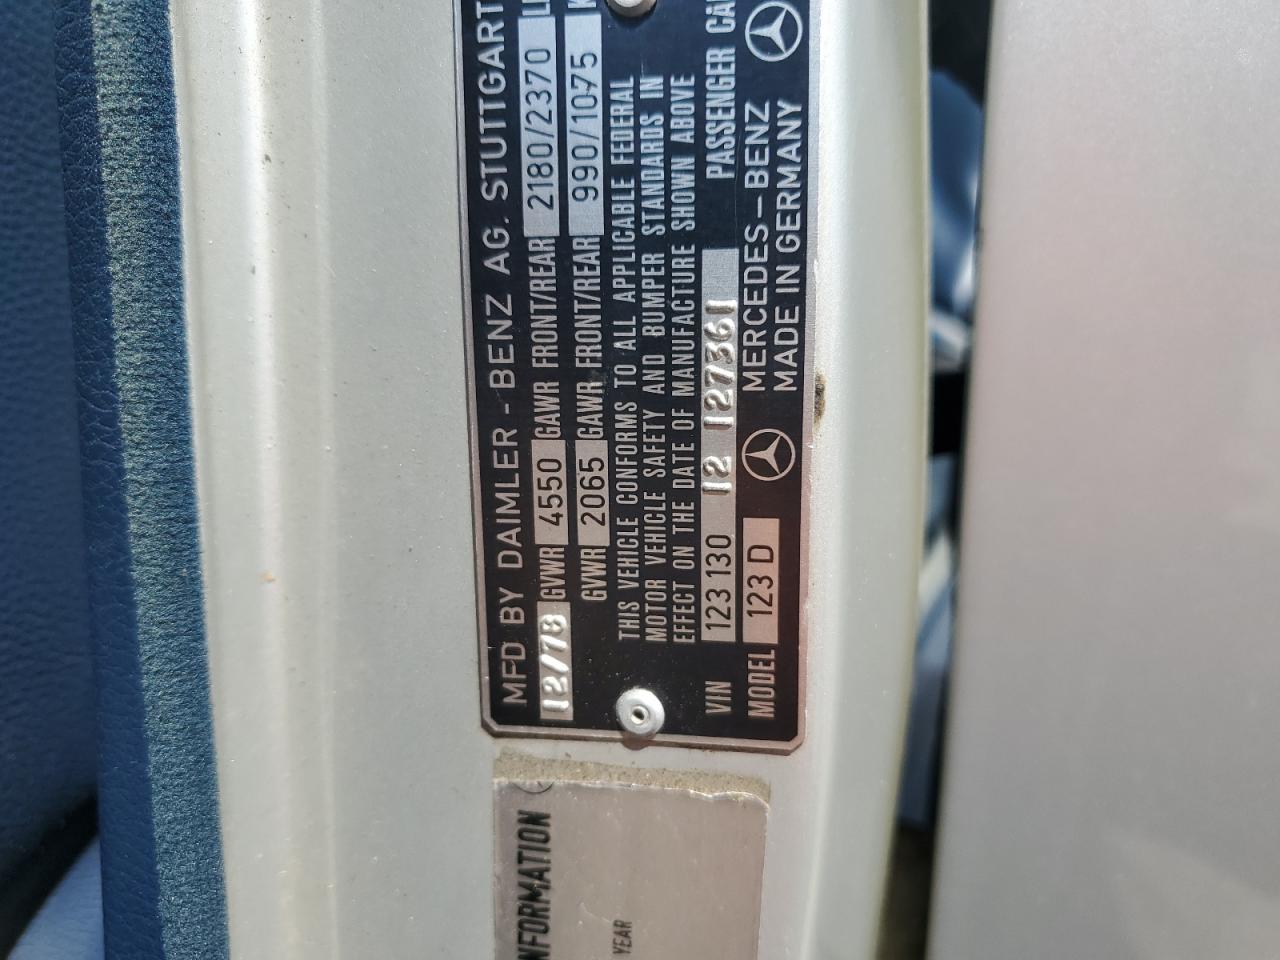 MFD BY DAIMLER-BENZ AG. STUTTGART
12/78 GVWR 4550 GAWR FRONT/REAR 2180/2370
GVWR 2065 GAWR FRONT/REAR 990/1075
THIS VEHICLE CONFORMS TO ALL APPLICABLE FEDERAL
MOTOR VEHICLE SAFETY AND BUMPER STANDARDS IN
EFFECT ON THE DATE OF MANUFACTURE SHOWN ABOVE
VIN 123 130 12 127361 PASSENGER CA
MODEL 123 D MERCEDES-BENZ
MADE IN GERMANY
NFORMATION
YEAR